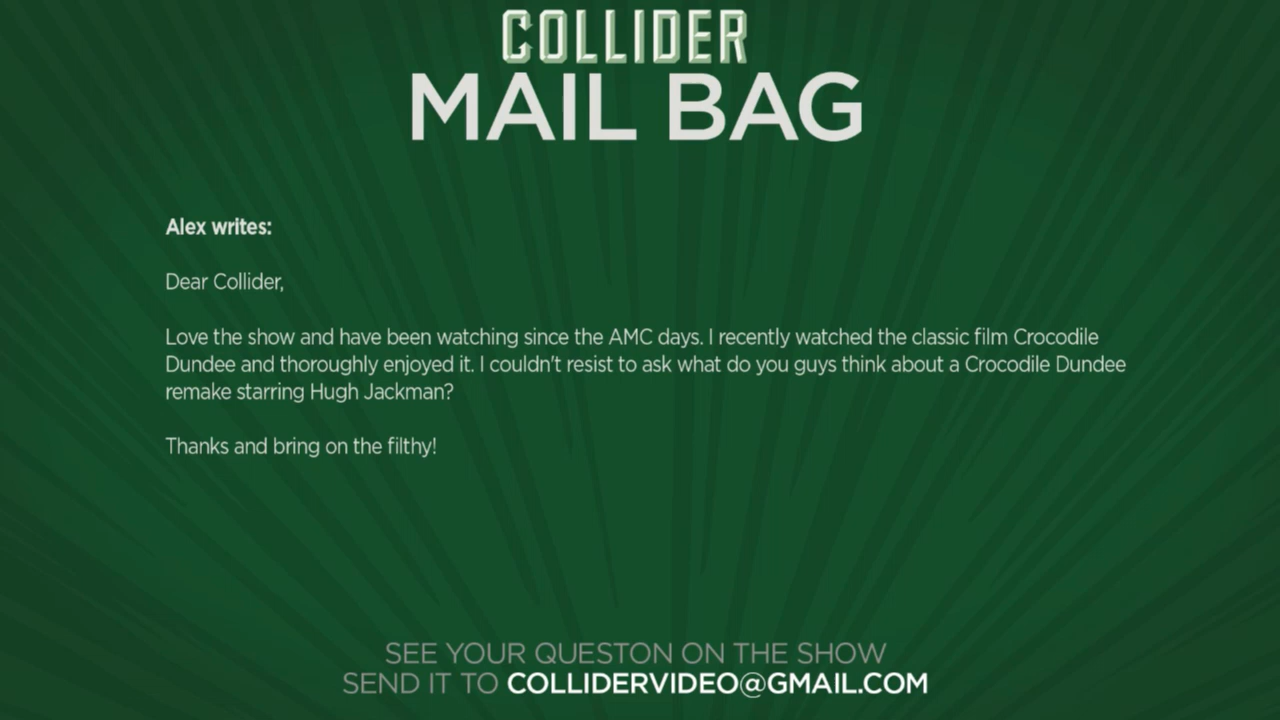 COLLIDER
MAIL BAG
Alex writes:
Dear Collider,
Love the show and have been watching since the AMC days. I recently watched the classic film Crocodile
Dundee and thoroughly enjoyed it. I couldn't resist to ask what do you guys think about a Crocodile Dundee
remake starring Hugh Jackman?
Thanks and bring on the filthy!
SEE YOUR QUESTON ON THE SHOW
SEND IT TO COLLIDERVIDEO@GMAIL.COM